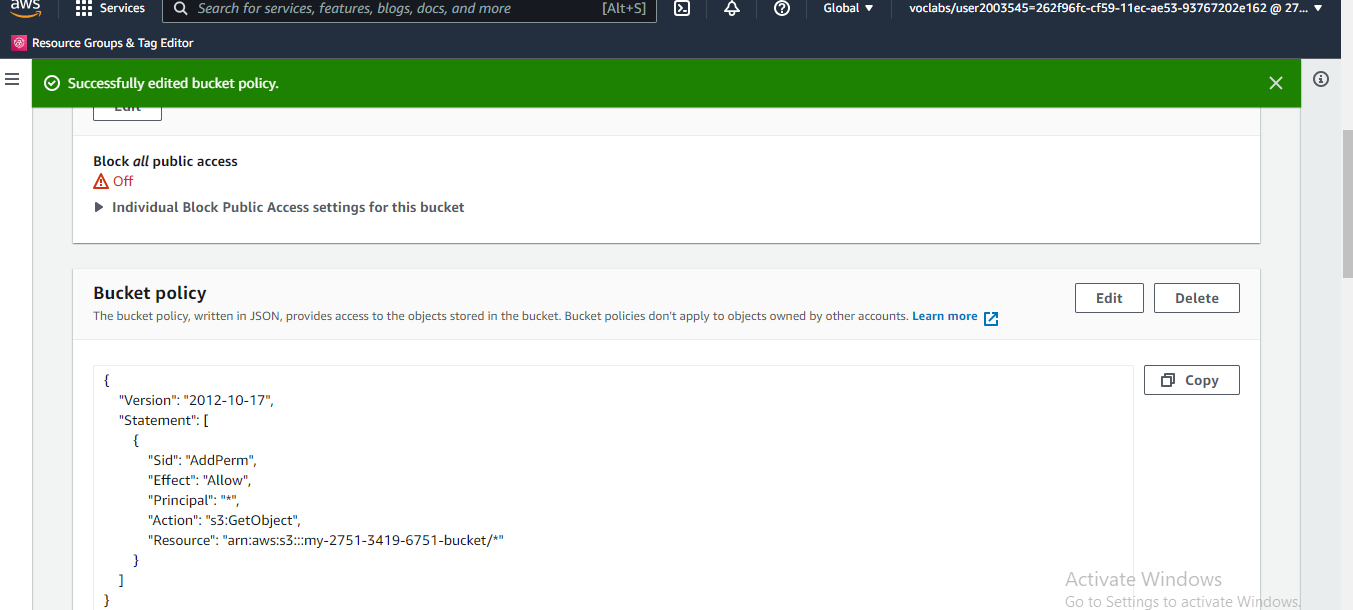 aws
Services
Search for services, features, blogs, docs, and more
[Alt+S]
Global ▼
voclabs/user2003545=262f96fc-cf59-11ec-ae53-93767202e162 @ 27... ▼
Resource Groups & Tag Editor
Successfully edited bucket policy.
Edit
Block all public access
Off
Individual Block Public Access settings for this bucket
Bucket policy
Edit
Delete
The bucket policy, written in JSON, provides access to the objects stored in the bucket. Bucket policies don't apply to objects owned by other accounts. Learn more
Copy
{
"Version": "2012-10-17",
"Statement": [
{
"Sid": "AddPerm",
"Effect": "Allow",
"Principal": "*",
"Action": "s3:GetObject",
"Resource": "arn:aws:s3:::my-2751-3419-6751-bucket/*"
}
]
}
Activate Windows
Go to Settings to activate Windows.